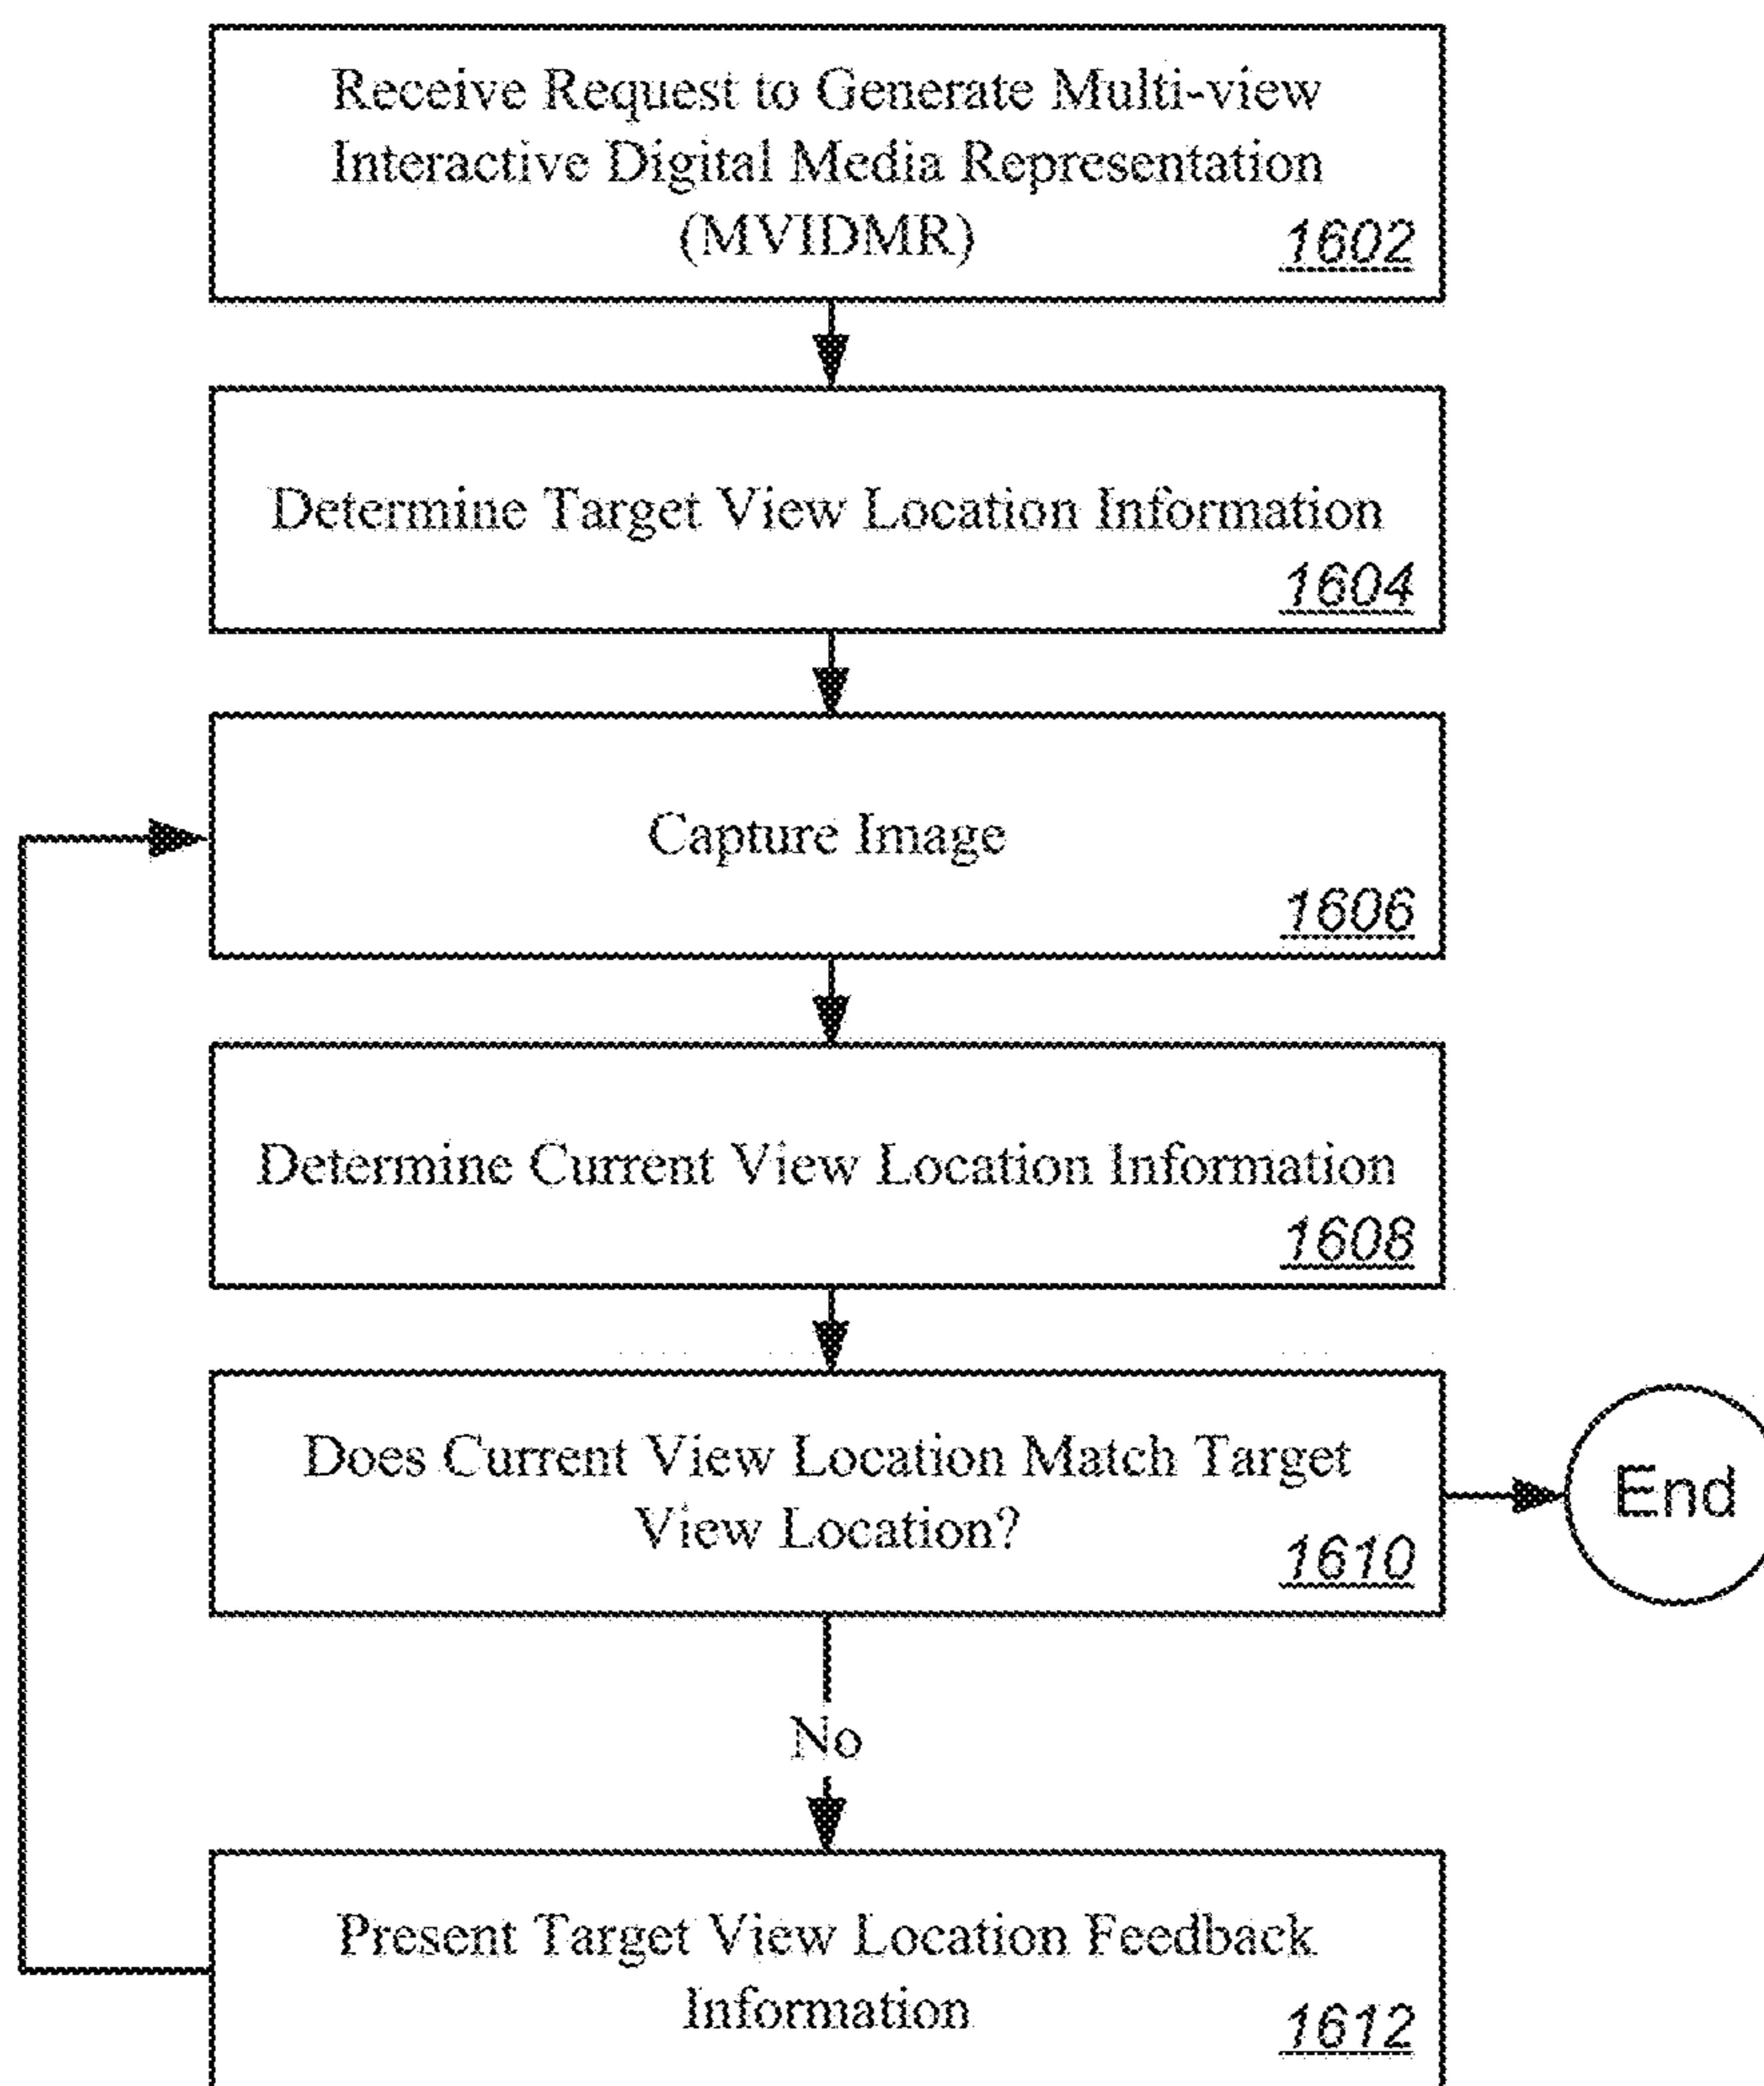 Receive Request to Generate Multi-view
Interactive Digital Media Representation
(MVIDMR)
1602
Determine Target View Location Information
1604
Capture Image
1606
Determine Current View Location Information
1608
Does Current View Location Match Target
View Location?
1610
End
No
Present Target View Location Feedback
Information
1612